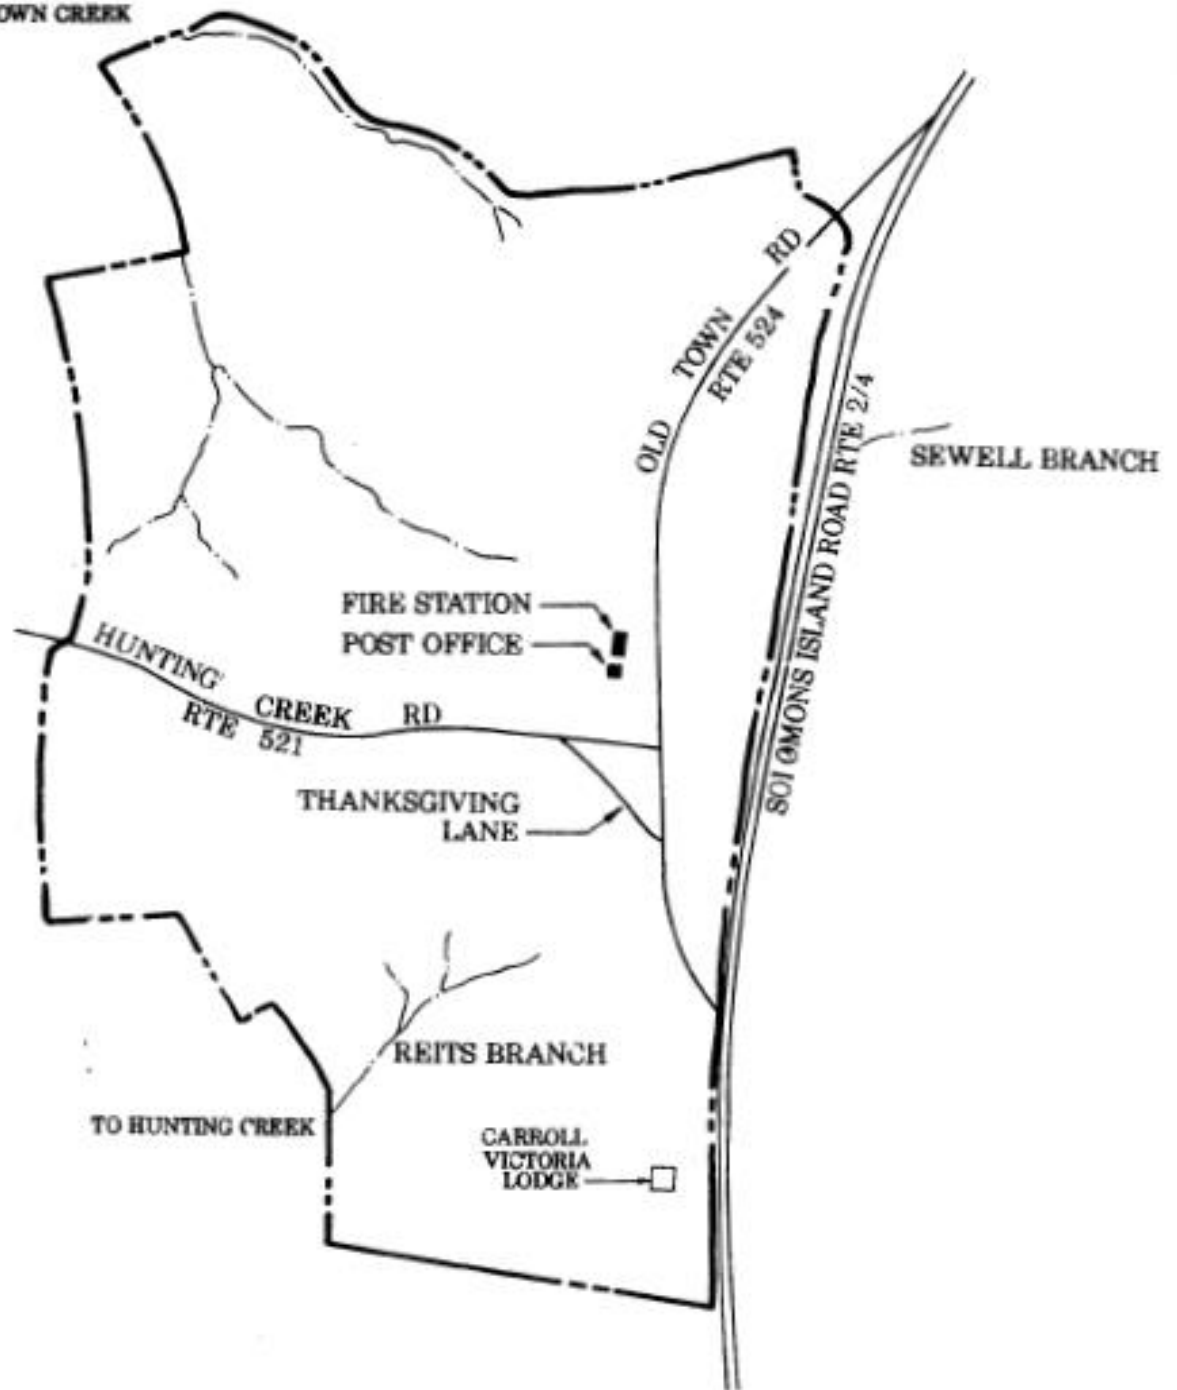 OWN CREEK
OLD TOWN RD
RTE 524
SEWELL BRANCH
SOLOMONS ISLAND ROAD RTE 2/4
FIRE STATION
POST OFFICE
HUNTING CREEK RD
RTE 521
THANKSGIVING
LANE
REITS BRANCH
TO HUNTING CREEK
CARROLL
VICTORIA
LODGE